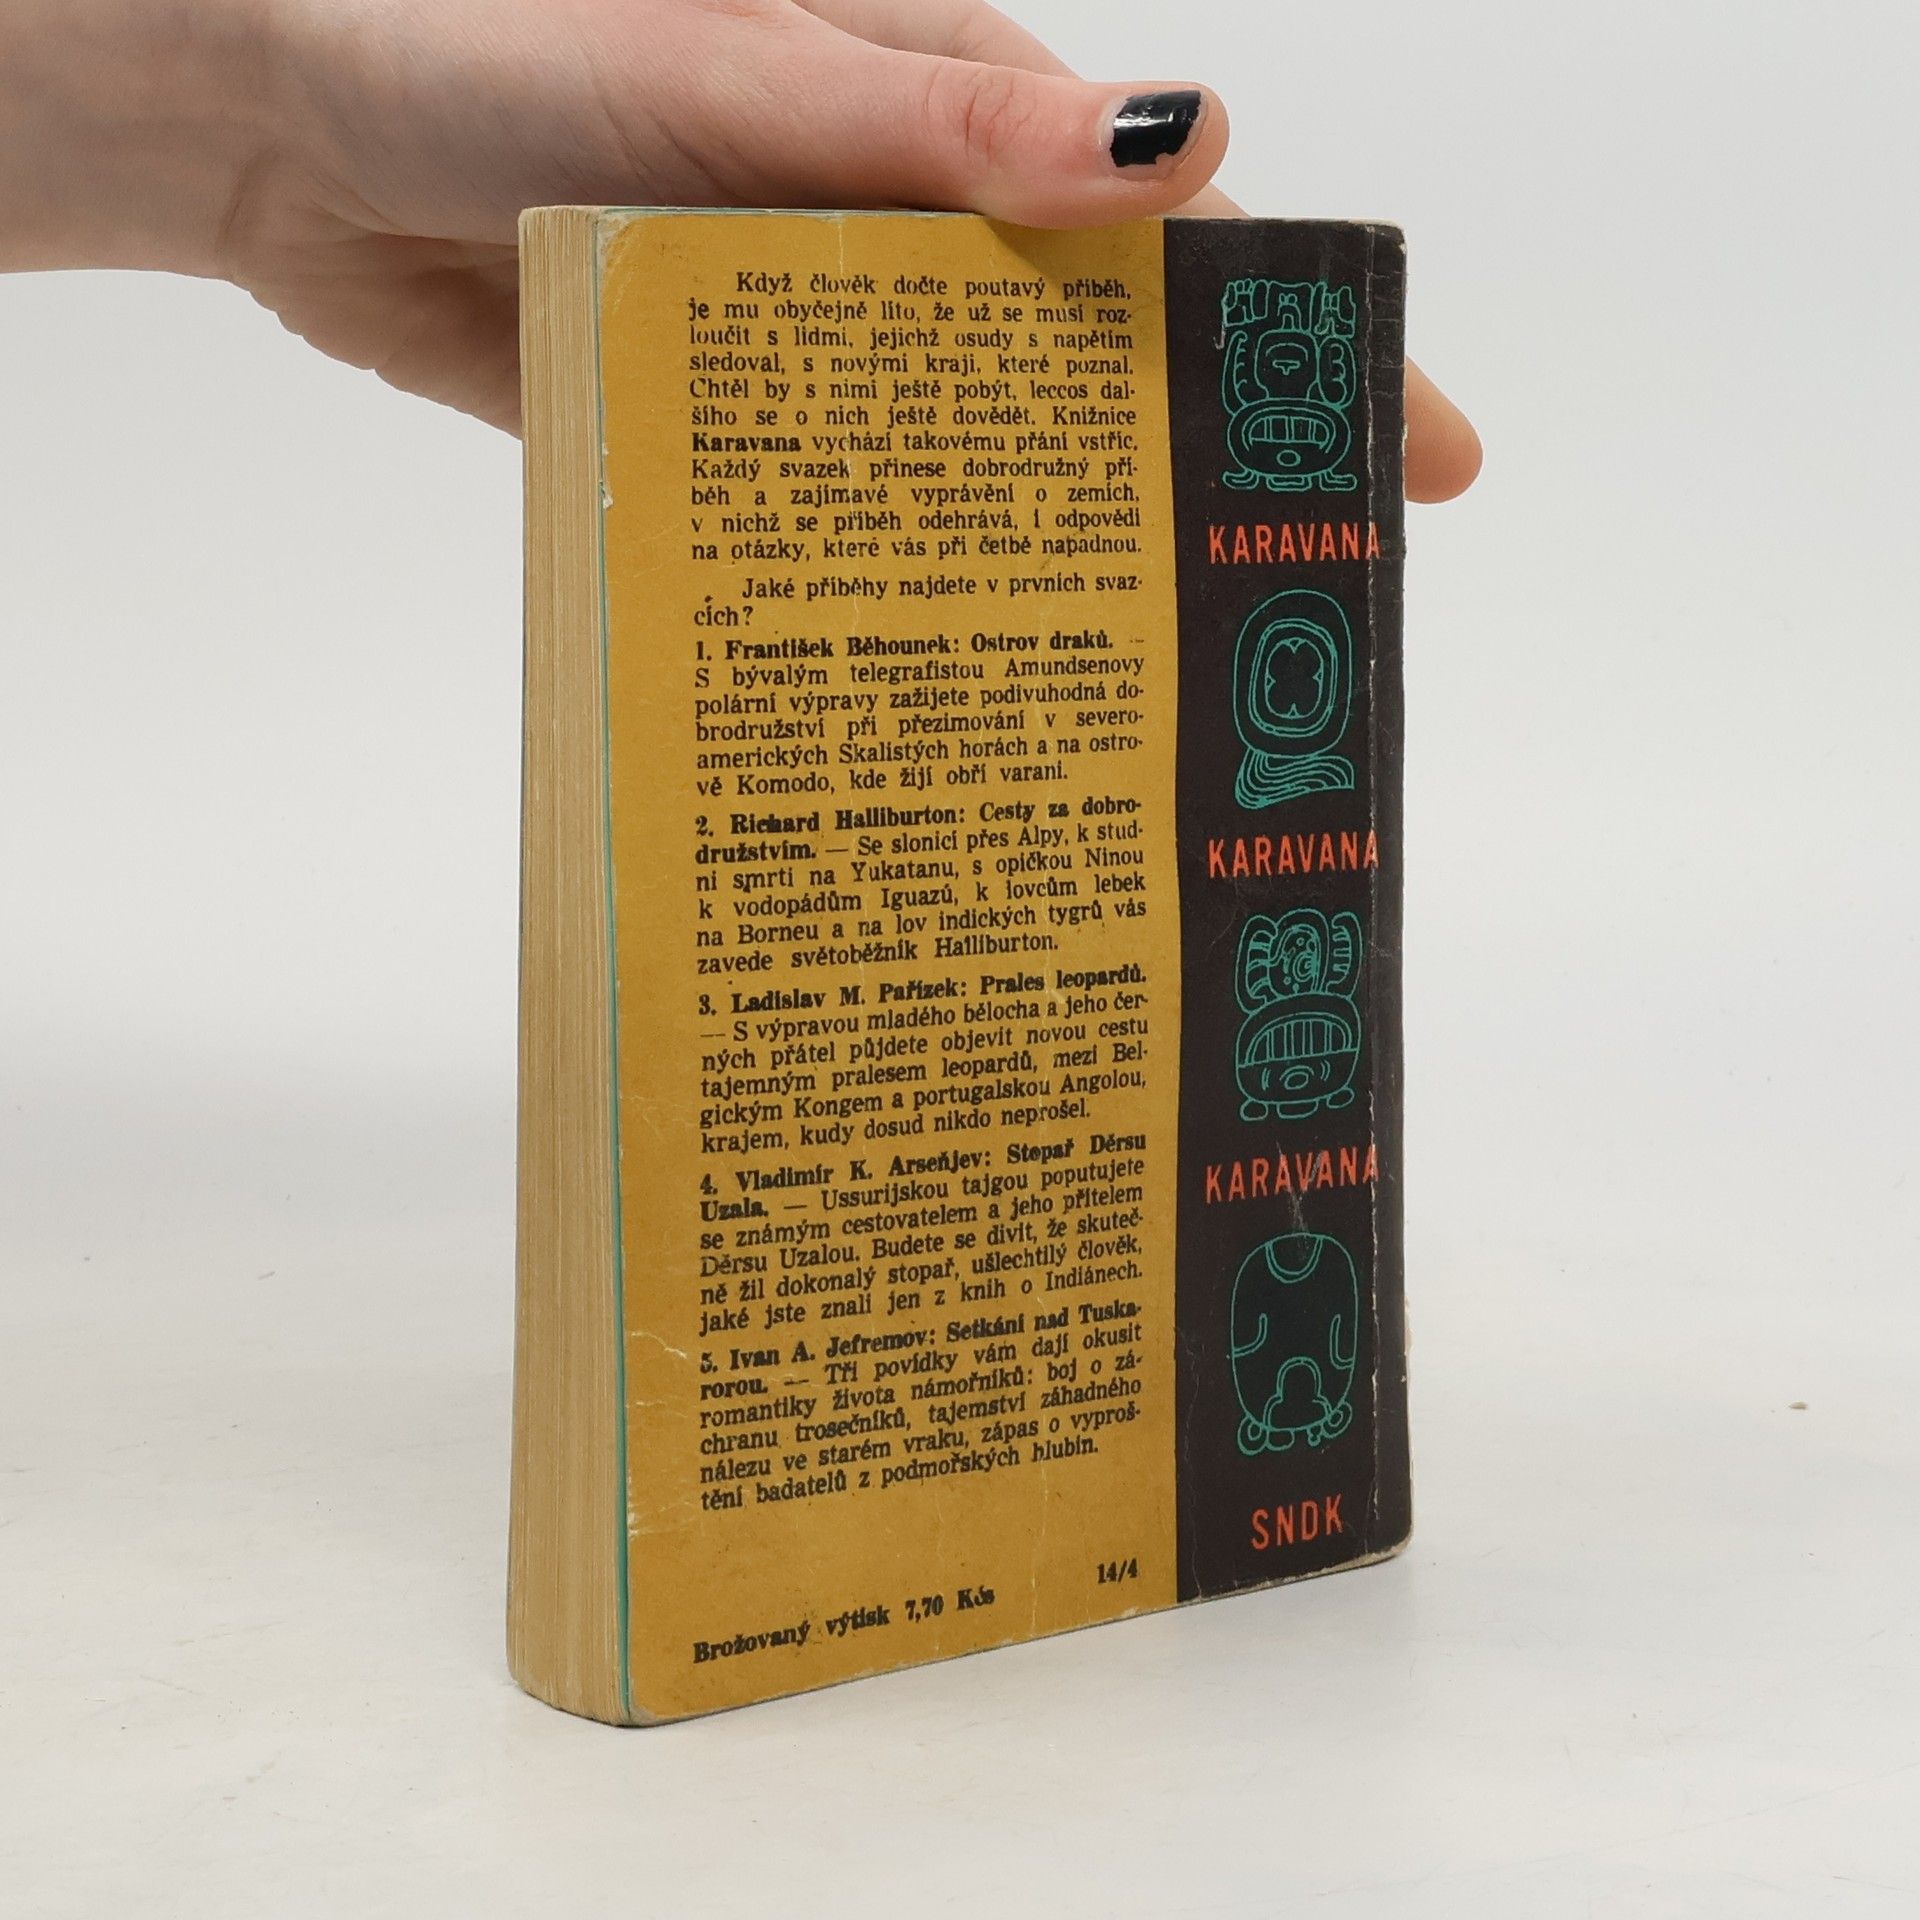 Když člověk dočte poutavý příběh,
je mu obyčejně líto, že už se musí roz-
loučit s lidmi, jejichž osudy s napětím
sledoval, s novými kraji, které poznal.
Chtěl by s nimi ještě pobýt, leccos dal-
šího se o nich ještě dovědět. Knižnice
Karavana vychází takovému přání vstříc.
Každý svazek přinese dobrodružný pří-
běh a zajímavé vyprávění o zemích,
v nichž se příběh odehrává, i odpovědi
na otázky, které vás při četbě napadnou.
Jaké příběhy najdete v prvních svaz-
cích?
1. František Běhounek: Ostrov draků. —
S bývalým telegrafistou Amundsenovy
polární výpravy zažijete podivuhodná do-
brodružství při přezimování v severo-
amerických Skalistých horách a na ostro-
vě Komodo, kde žijí obří varani.
2. Richard Halliburton: Cesty za dobro-
družstvím. — Se slonicí přes Alpy, k stud-
ni smrti na Yukatanu, s opičkou Ninou
k vodopádům Iguazú, k lovcům lebek
na Borneu a na lov indických tygrů vás
zavede světoběžník Halliburton.
3. Ladislav M. Pařízek: Prales leopardů.
— S výpravou mladého bělocha a jeho čer-
ných přátel půjdete objevit novou cestu
tajemným pralesem leopardů, mezi Bel-
gickým Kongem a portugalskou Angolou,
krajem, kudy dosud nikdo neprošel.
4. Vladimír K. Arseňjev: Stopař Děrsu
Uzala. — Ussurijskou tajgou poputujete
se známým cestovatelem a jeho přítelem
Děrsu Uzalou. Budete se divit, že skuteč-
ně žil dokonalý stopař, ušlechtilý člověk,
jaké jste znali jen z knih o Indiánech.
5. Ivan A. Jefremov: Setkání nad Tuska-
rorou. — Tři povídky vám dají okusit
romantiky života námořníků: boj o zá-
chranu trosečníků, tajemství záhadného
nálezu ve starém vraku, zápas o vyproš-
tění badatelů z podmořských hlubin.
14/4
Brožovaný výtisk 7,70 Kčs
KARAVANA
KARAVANA
KARAVANA
SNDK